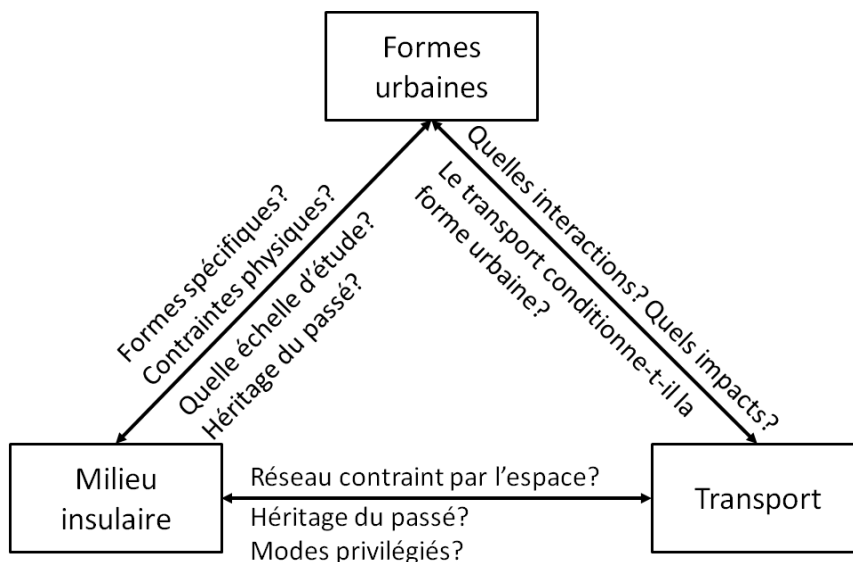 Formes
urbaines
Formes spécifiques?
Contraintes physiques?
Quelle échelle d’étude?
Héritage du passé?
Quelles interactions? Quels impacts?
Le transport conditionne-t-il la
forme urbaine?
Milieu
insulaire
Réseau contraint par l’espace?
Héritage du passé?
Modes privilégiés?
Transport